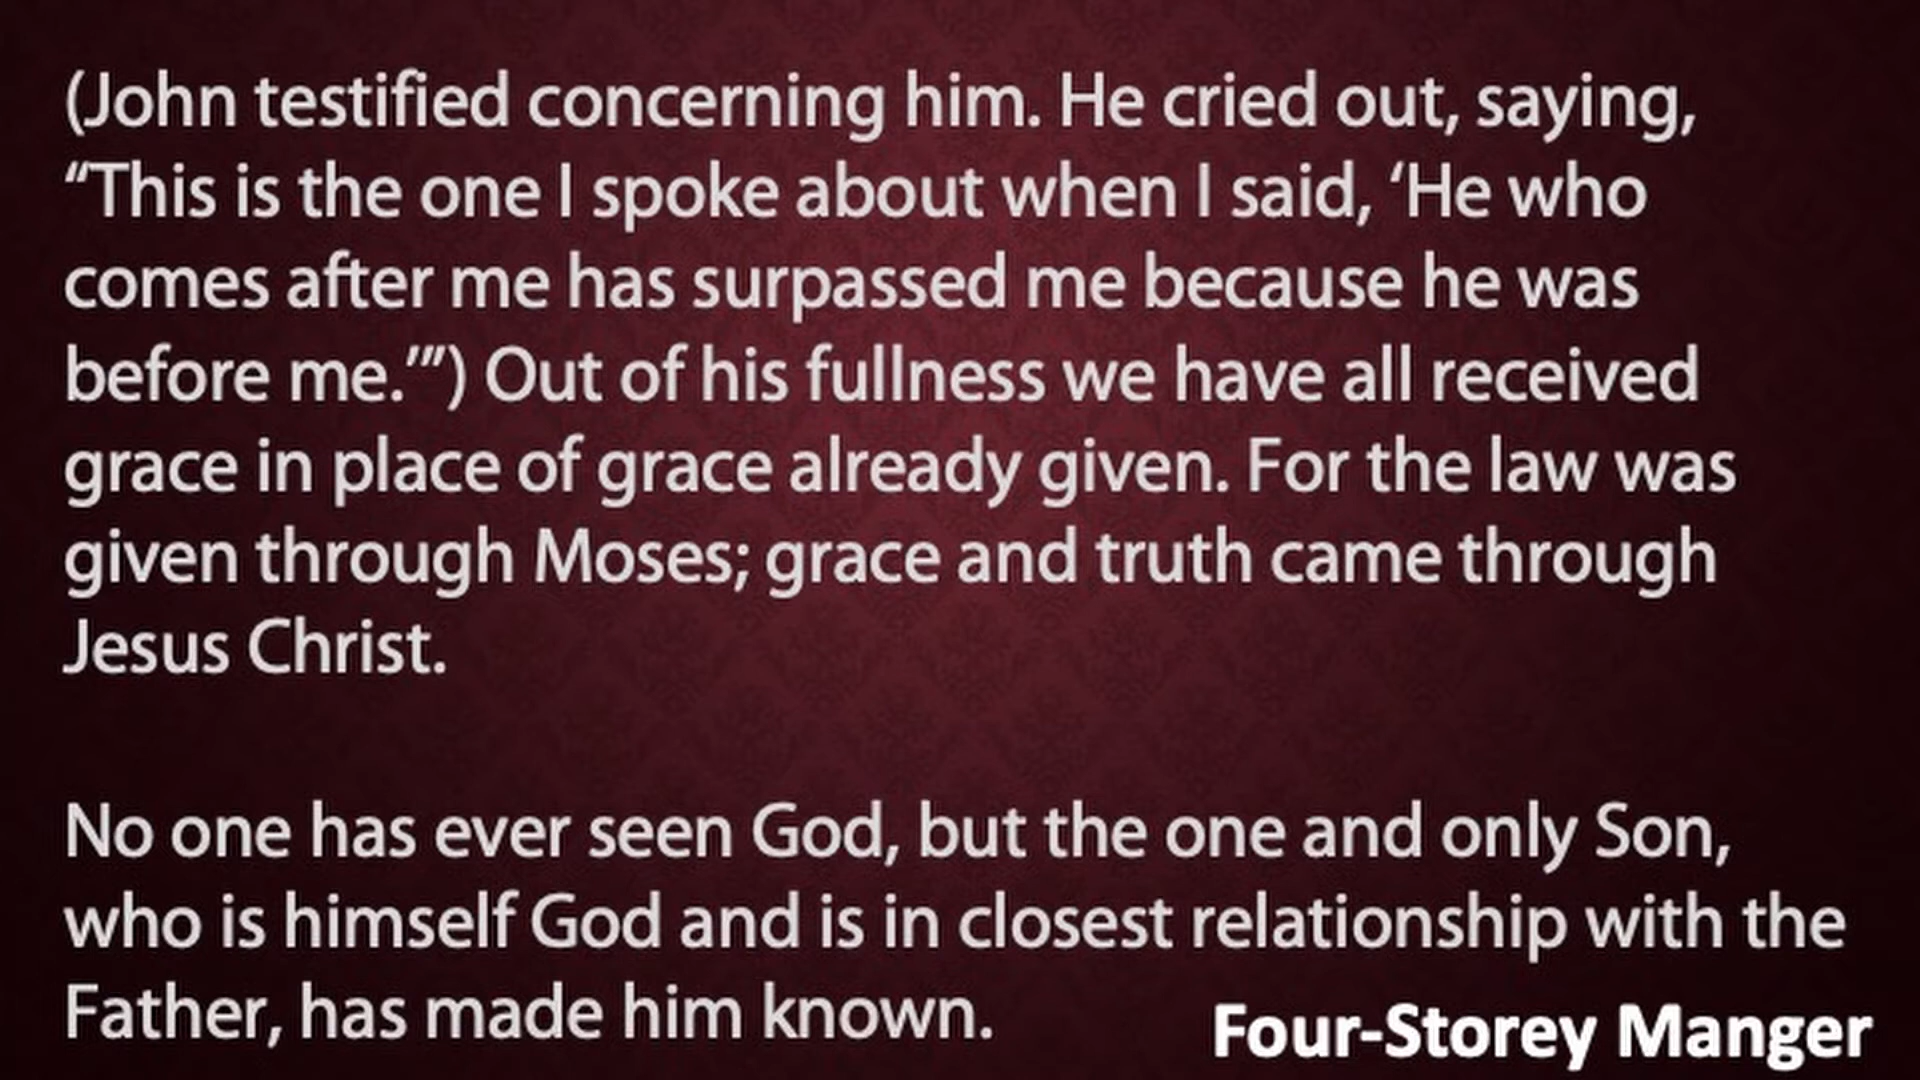 (John testified concerning him. He cried out, saying,
“This is the one I spoke about when I said, ‘He who
comes after me has surpassed me because he was
before me.’”) Out of his fullness we have all received
grace in place of grace already given. For the law was
given through Moses; grace and truth came through
Jesus Christ.
No one has ever seen God, but the one and only Son,
who is himself God and is in closest relationship with the
Father, has made him known.
Four-Storey Manger